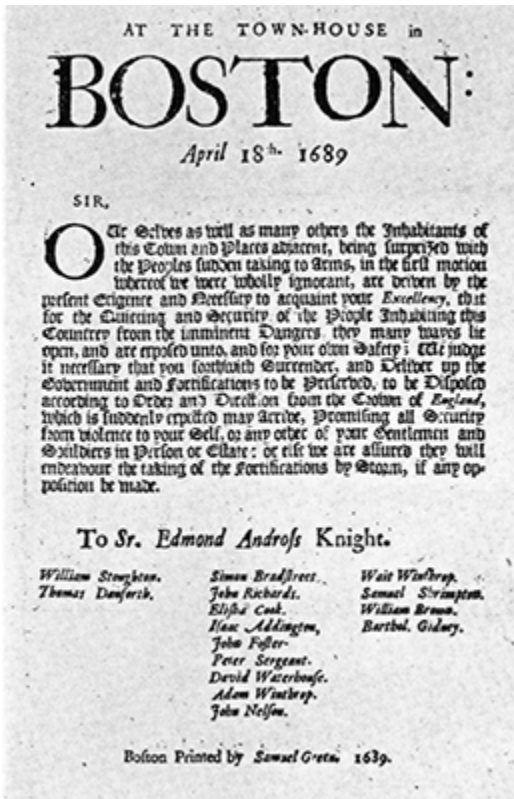 AT THE TOWN-HOUSE in
BOSTON:
April 18th. 1689
SIR,
OUr Selves as well as many others the Inhabitants of
this Town and Places adjacent, being surprized with
the Peoples sudden taking to Arms, in the first motion
whereof we were wholly ignorant, are driven by the
present Exigence and Necessity to acquaint your Excellency, that
for the Quieting and Security of the People Inhabiting this
Countrey from the imminent Dangers they many wayes lie
open, and are exposed unto, and for your own Safety; We judge
it necessary that you forthwith Surrender, and Deliver up the
Government and Fortifications to be Preserved, to be Disposed
according to Order and Direction from the Crown of England,
which is suddenly expected may Arrive, Promising all Security
from violence to your Self, or any other of your Gentlemen and
Souldiers in Person or Estate: or else we are assured they will
endeavour the taking of the Fortifications by Storm, if any op-
position be made.
To Sr. Edmond Androſs Knight.
William Stoughton.
Thomas Danforth.
Simon Bradſtreet.
John Richards.
Eliſha Cook.
Iſaac Addington,
John Foſter.
Peter Sergeant.
David Waterhouſe.
Adam Winthrop.
John Nelſon.
Wait Winthrop.
Samuel Shrimpton.
William Brown.
Barthol. Gidney.
Boſton Printed by Samuel Green. 1689.